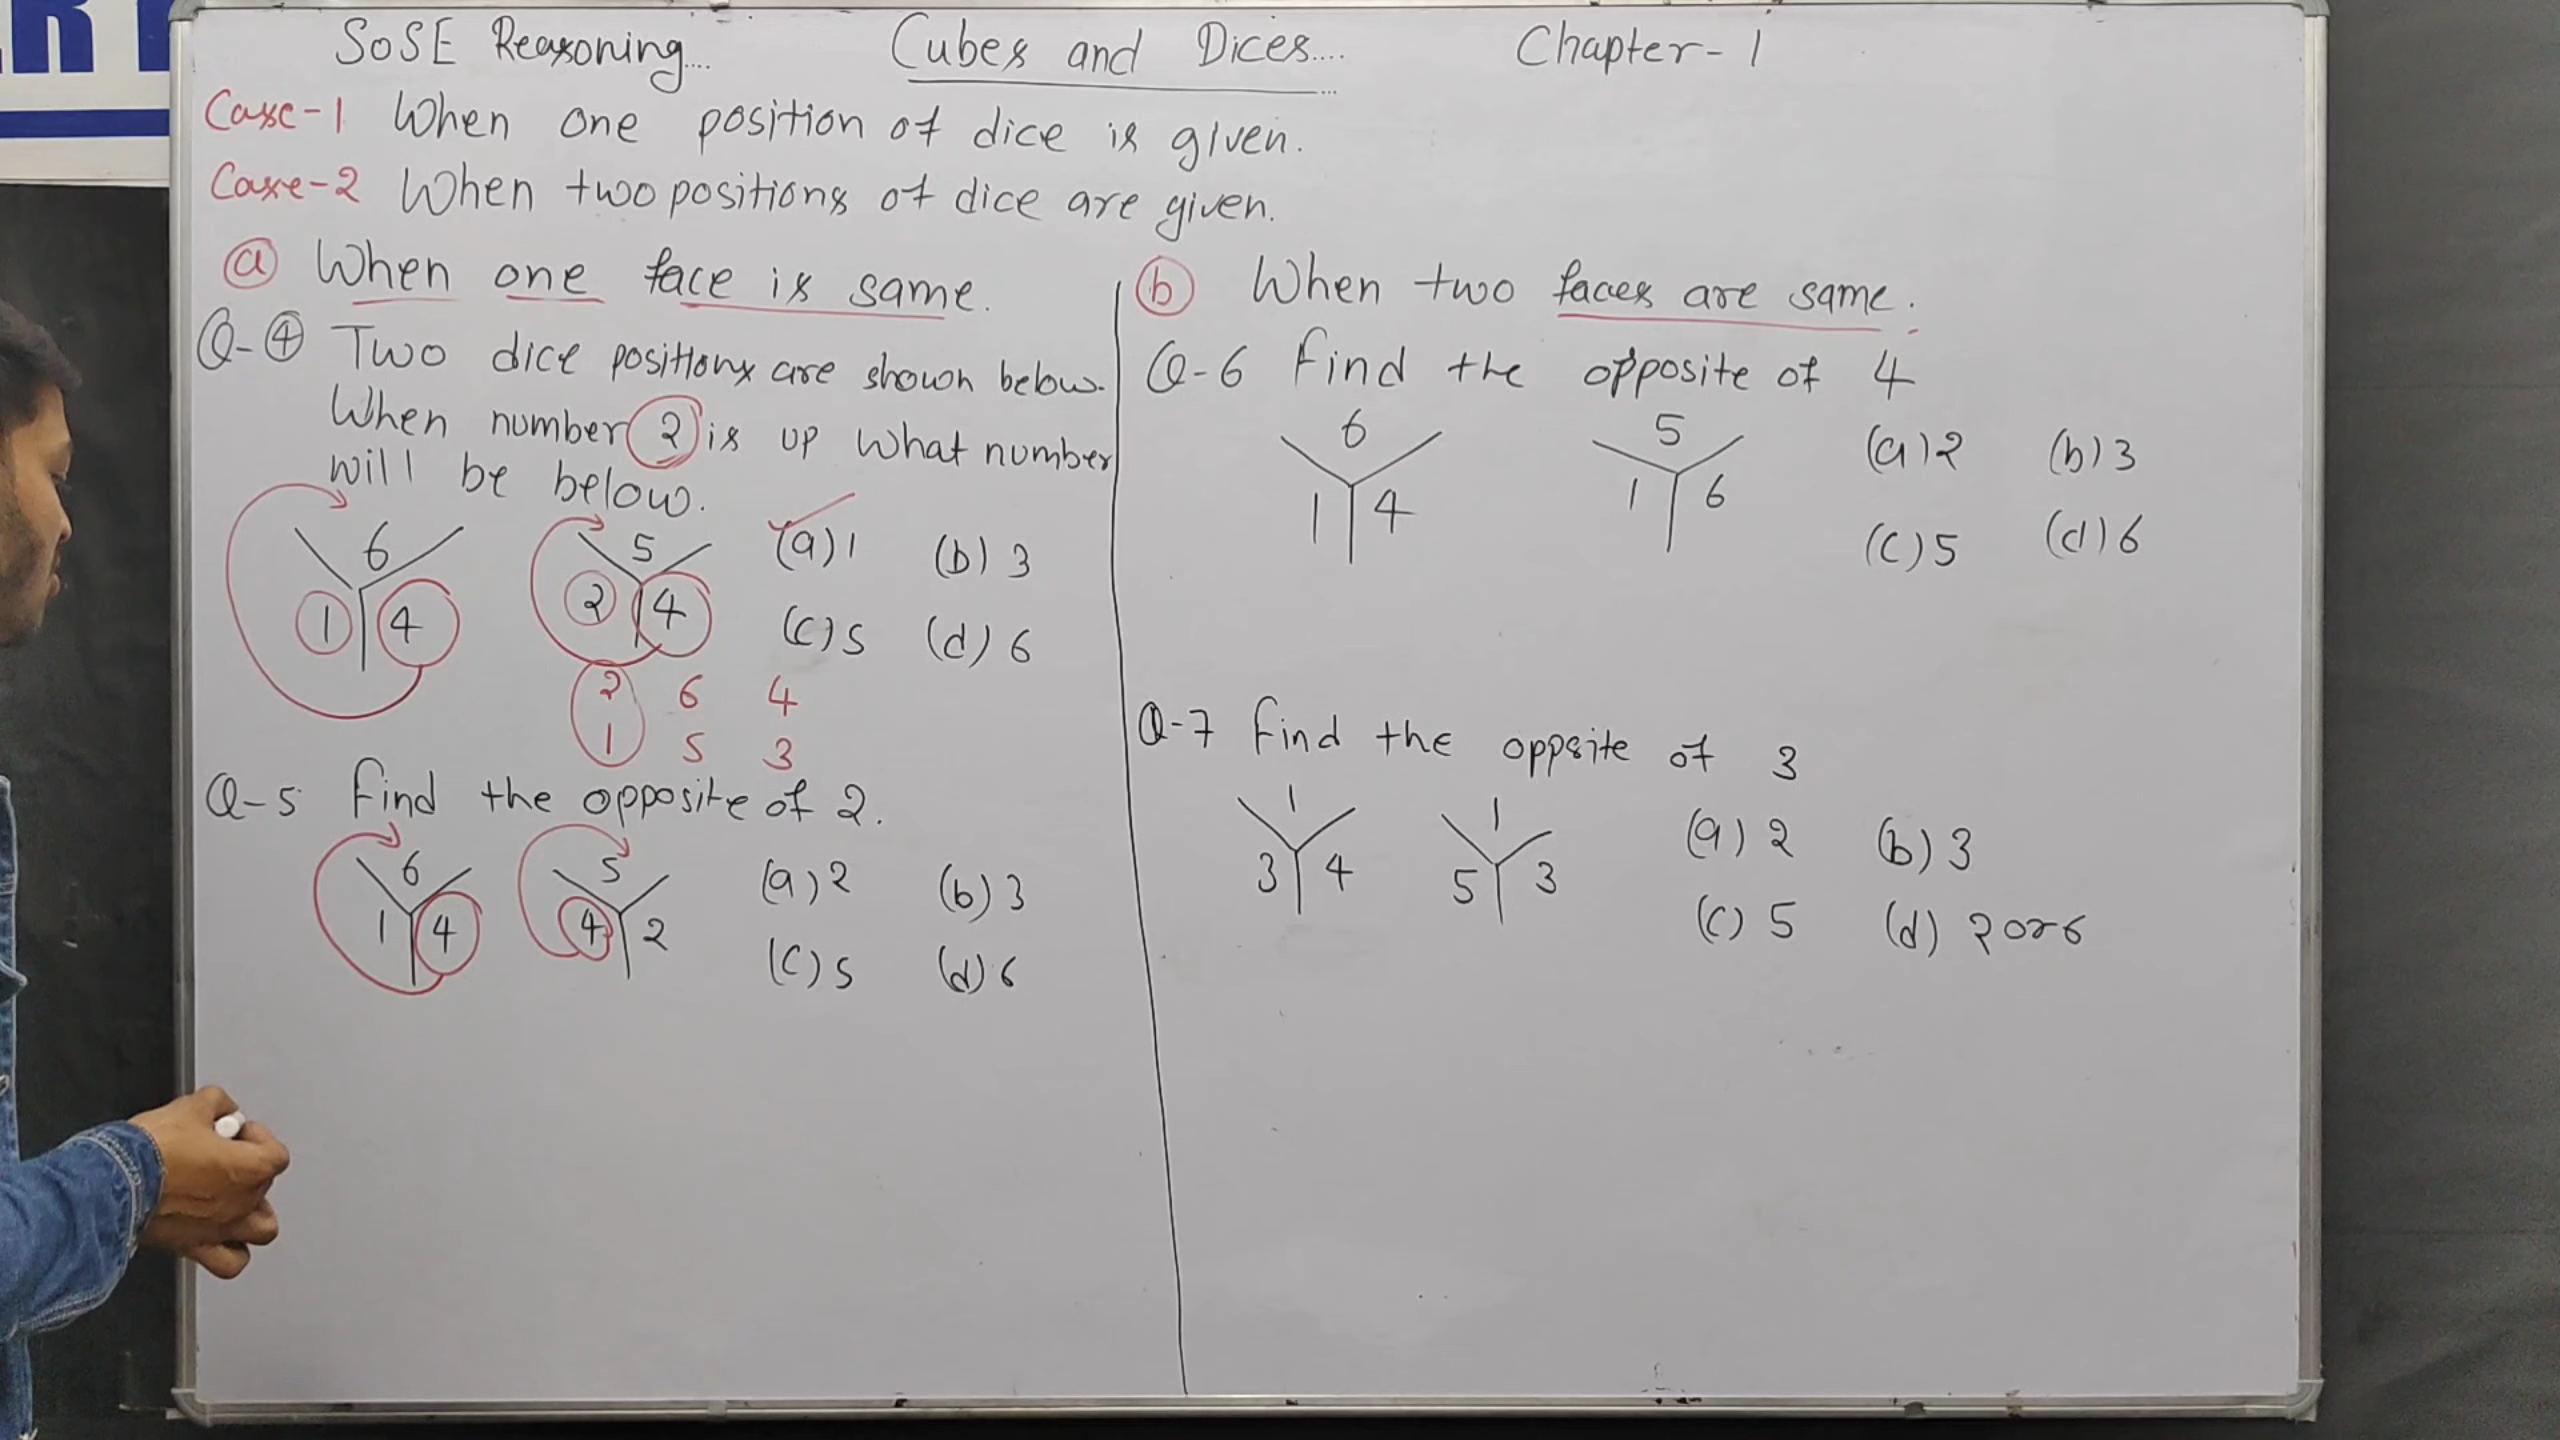 SoSE Reasoning.... Cubes and Dices.... Chapter-1
Case-1 When one position of dice is given.
Case-2 When two positions of dice are given.
(a) When one face is same.
Q-(4) Two dice positions are shown below.
When number 2 is up what number
will be below.
6 5 (a) 1 (b) 3
1 4 2 4 (c) 5 (d) 6
2 6 4
1 5 3
Q-5 Find the opposite of 2.
6 5 (a) 2 (b) 3
1 4 4 2 (c) 5 (d) 6
(b) When two faces are same.
Q-6 Find the opposite of 4
6 5 (a) 2 (b) 3
1 4 1 6 (c) 5 (d) 6
Q-7 Find the oppsite of 3
1 1 (a) 2 (b) 3
3 4 5 3 (c) 5 (d) 2 or 6